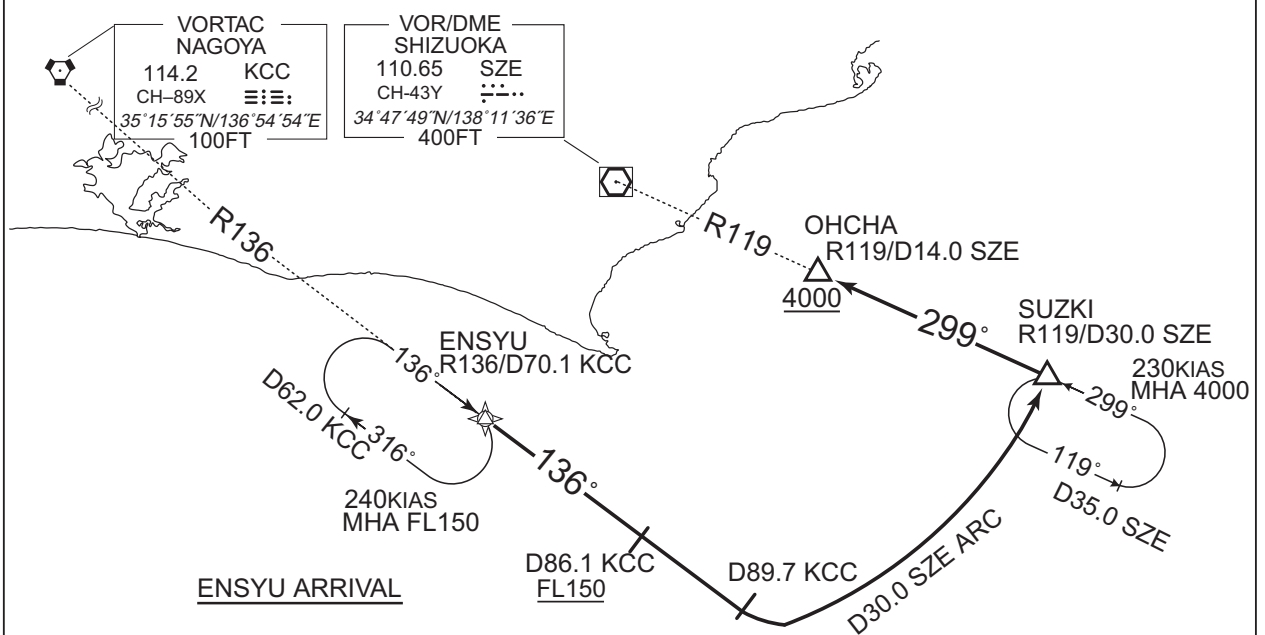 VORTAC
NAGOYA
114.2 KCC
CH–89X
35°15´55˝N/136°54´54˝E
100FT
VOR/DME
SHIZUOKA
110.65 SZE
CH-43Y
34°47´49˝N/138°11´36˝E
400FT
R136
R119
OHCHA
R119/D14.0 SZE
4000
299°
SUZKI
R119/D30.0 SZE
230KIAS
MHA 4000
299°
119°
D35.0 SZE
ENSYU
R136/D70.1 KCC
136°
D62.0 KCC
316°
240KIAS
MHA FL150
136°
D86.1 KCC
FL150
D89.7 KCC
D30.0 SZE ARC
ENSYU ARRIVAL